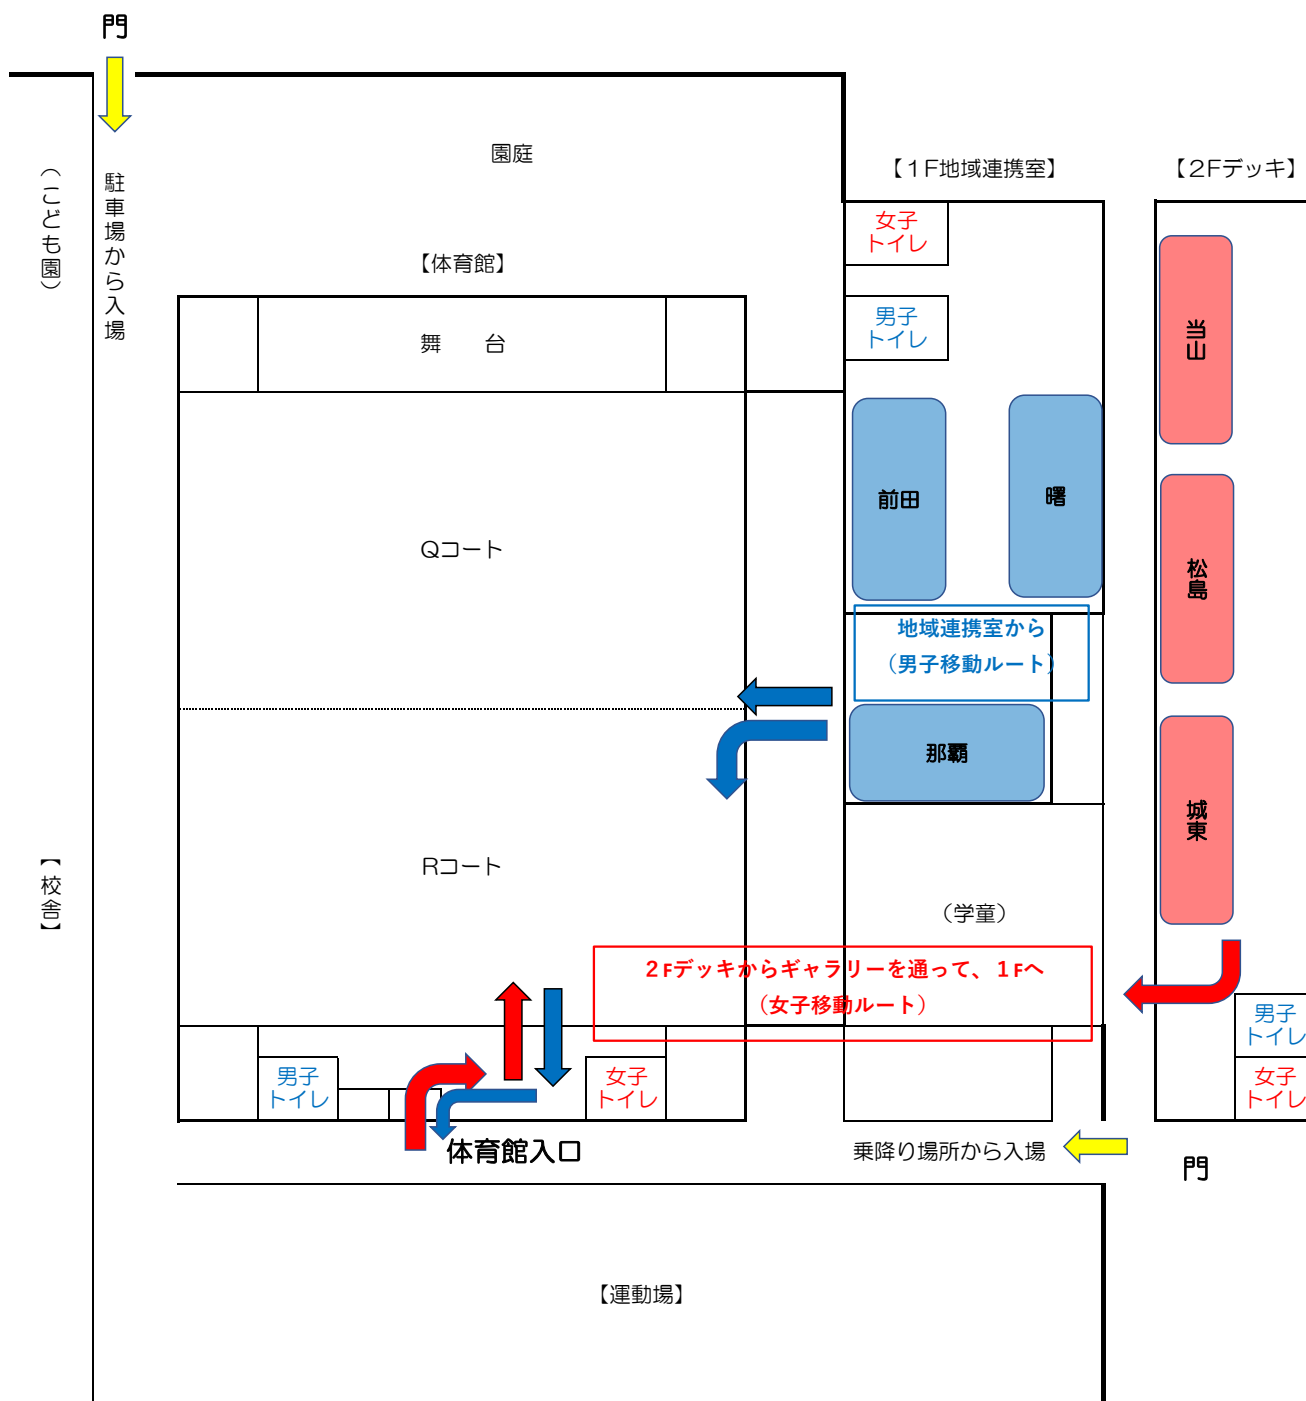 門
園庭
【１Ｆ地域連携室】
【２Ｆデッキ】
（こども園）
駐車場から入場
女子
トイレ
【体育館】
男子
トイレ
舞　台
当山
前田
曙
Ｑコート
松島
地域連携室から
（男子移動ルート）
那覇
城東
Ｒコート
【校舎】
（学童）
２Fデッキからギャラリーを通って、１Fへ
（女子移動ルート）
男子
トイレ
女子
トイレ
男子
トイレ
女子
トイレ
体育館入口
乗降り場所から入場
門
【運動場】